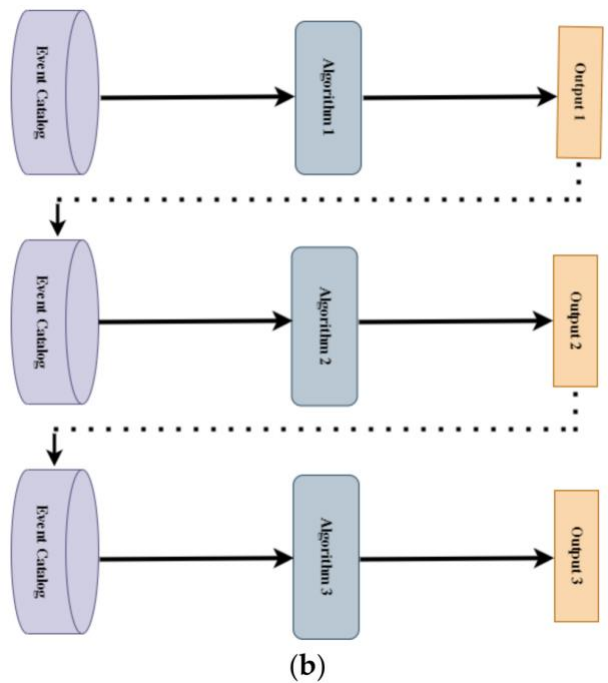 Event Catalog
Algorithm 1
Output 1
Event Catalog
Algorithm 2
Output 2
Event Catalog
Algorithm 3
Output 3
(b)